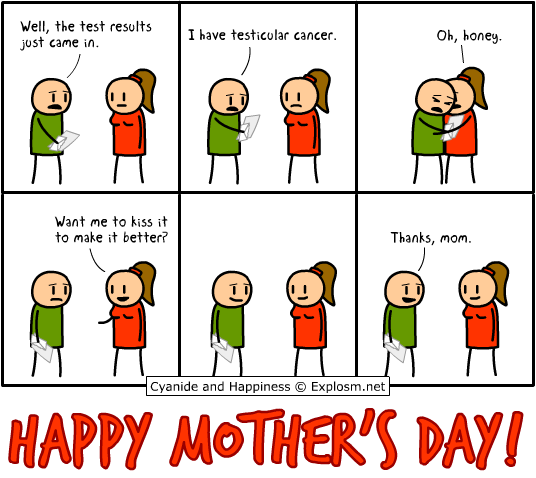 Well, the test results
just came in.
I have testicular cancer.
Oh, honey.
Want me to kiss it
to make it better?
Thanks, mom.
Cyanide and Happiness © Explosm.net
HAPPY MOTHER'S DAY!